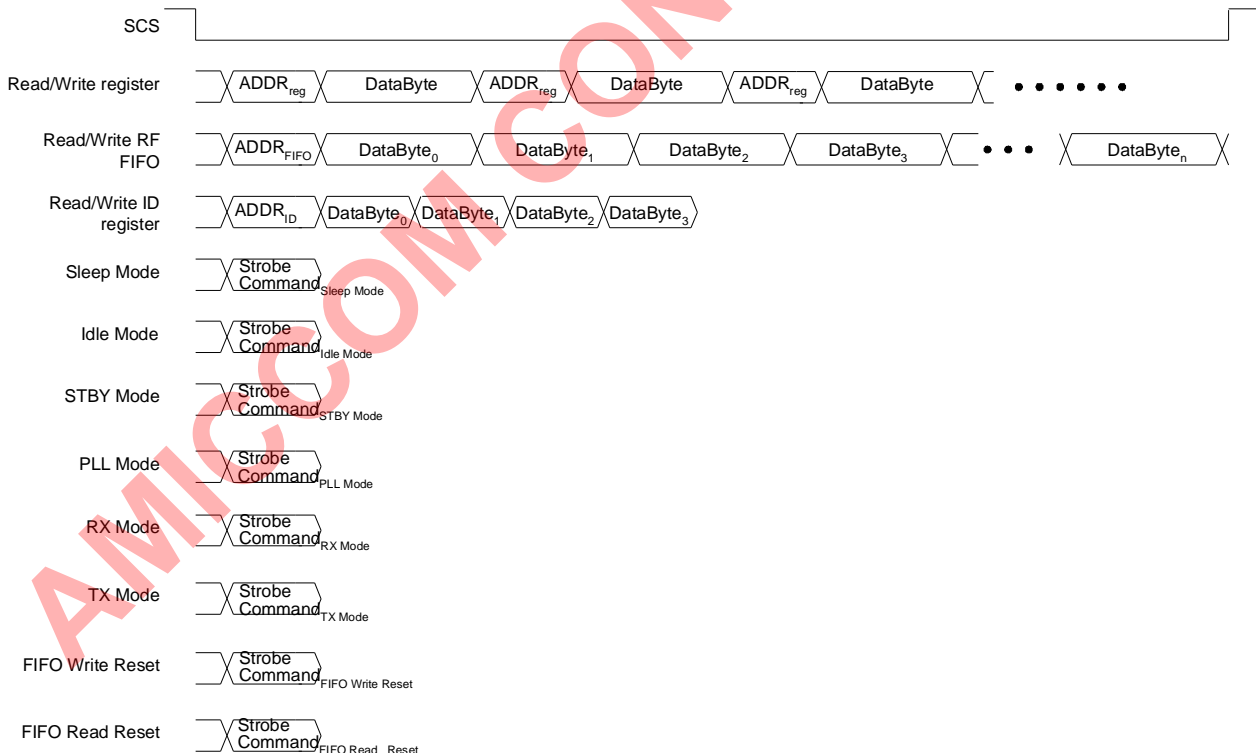 SCS
Read/Write register ADDRreg DataByte ADDRreg DataByte ADDRreg DataByte
Read/Write RF
FIFO
ADDRFIFO DataByte0 DataByte1 DataByte2 DataByte3 DataByten
Read/Write ID
register
ADDRID DataByte0 DataByte1 DataByte2 DataByte3
Sleep Mode
Strobe
CommandSleep Mode
Idle Mode
Strobe
CommandIdle Mode
STBY Mode
Strobe
CommandSTBY Mode
PLL Mode
Strobe
CommandPLL Mode
RX Mode
Strobe
CommandRX Mode
TX Mode
Strobe
CommandTX Mode
FIFO Write Reset
Strobe
CommandFIFO Write Reset
FIFO Read Reset
Strobe
CommandFIFO Read Reset
AMICCOM CON